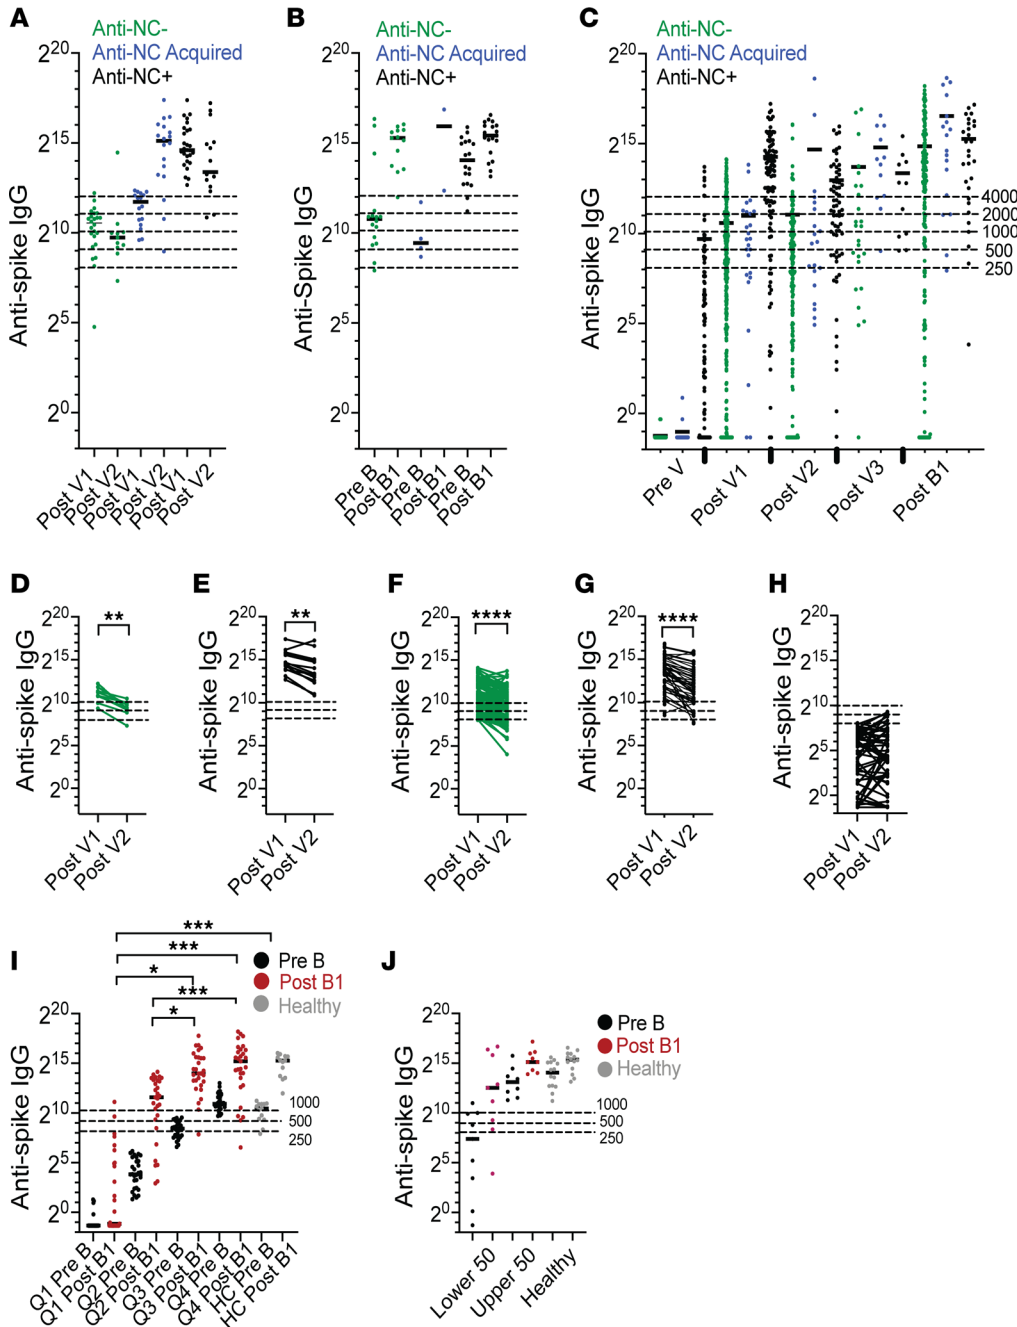 A
Anti-NC-
Anti-NC Acquired
Anti-NC+
Anti-spike IgG
2^20
2^15
2^10
2^5
2^0
Post V1
Post V2
Post V1
Post V2
Post V1
Post V2
B
Anti-NC-
Anti-NC Acquired
Anti-NC+
Anti-Spike IgG
2^20
2^15
2^10
2^5
2^0
Pre B
Post B1
Pre B
Post B1
Pre B
Post B1
C
Anti-NC-
Anti-NC Acquired
Anti-NC+
Anti-spike IgG
2^20
2^15
2^10
2^5
2^0
4000
2000
1000
500
250
Pre V
Post V1
Post V2
Post V3
Post B1
D
Anti-spike IgG
2^20
2^15
2^10
2^5
2^0
**
Post V1
Post V2
E
Anti-spike IgG
2^20
2^15
2^10
2^5
2^0
**
Post V1
Post V2
F
Anti-spike IgG
2^20
2^15
2^10
2^5
2^0
****
Post V1
Post V2
G
Anti-spike IgG
2^20
2^15
2^10
2^5
2^0
****
Post V1
Post V2
H
Anti-spike IgG
2^20
2^15
2^10
2^5
2^0
Post V1
Post V2
I
***
***
*
***
*
Pre B
Post B1
Healthy
Anti-spike IgG
2^20
2^15
2^10
2^5
2^0
1000
500
250
Q1 Pre B
Q1 Post B1
Q2 Pre B
Q2 Post B1
Q3 Pre B
Q3 Post B1
Q4 Pre B
Q4 Post B1
HC Pre B
HC Post B1
J
Pre B
Post B1
Healthy
Anti-spike IgG
2^20
2^15
2^10
2^5
2^0
1000
500
250
Lower 50
Upper 50
Healthy